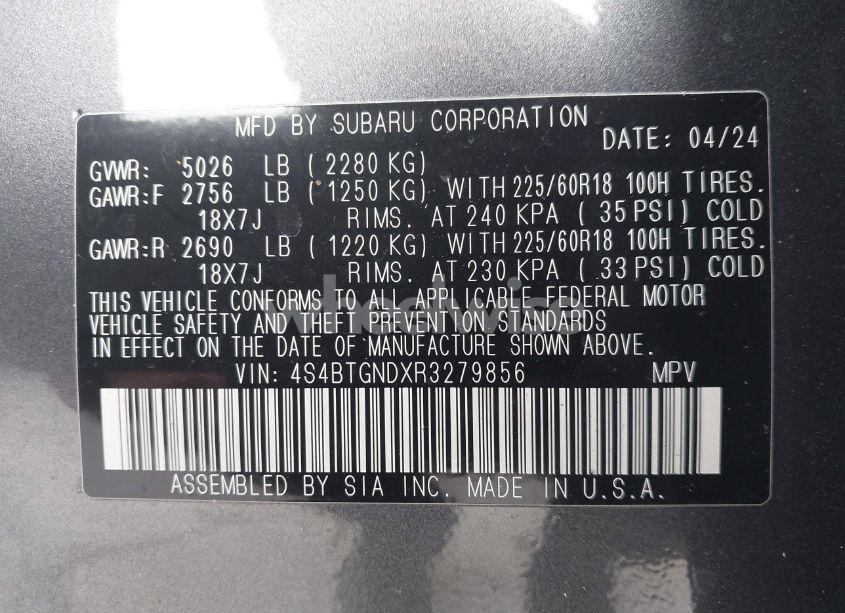 MFD BY SUBARU CORPORATION
DATE: 04/24
GVWR: 5026 LB ( 2280 KG)
GAWR:F 2756 LB ( 1250 KG) WITH 225/60R18 100H TIRES.
18X7J RIMS. AT 240 KPA ( 35 PSI) COLD
GAWR:R 2690 LB ( 1220 KG) WITH 225/60R18 100H TIRES.
18X7J RIMS. AT 230 KPA ( 33 PSI) COLD
THIS VEHICLE CONFORMS TO ALL APPLICABLE FEDERAL MOTOR
VEHICLE SAFETY AND THEFT PREVENTION STANDARDS
IN EFFECT ON THE DATE OF MANUFACTURE SHOWN ABOVE.
wheelwise
VIN: 4S4BTGNDXR3279856 MPV
ASSEMBLED BY SIA INC. MADE IN U.S.A.